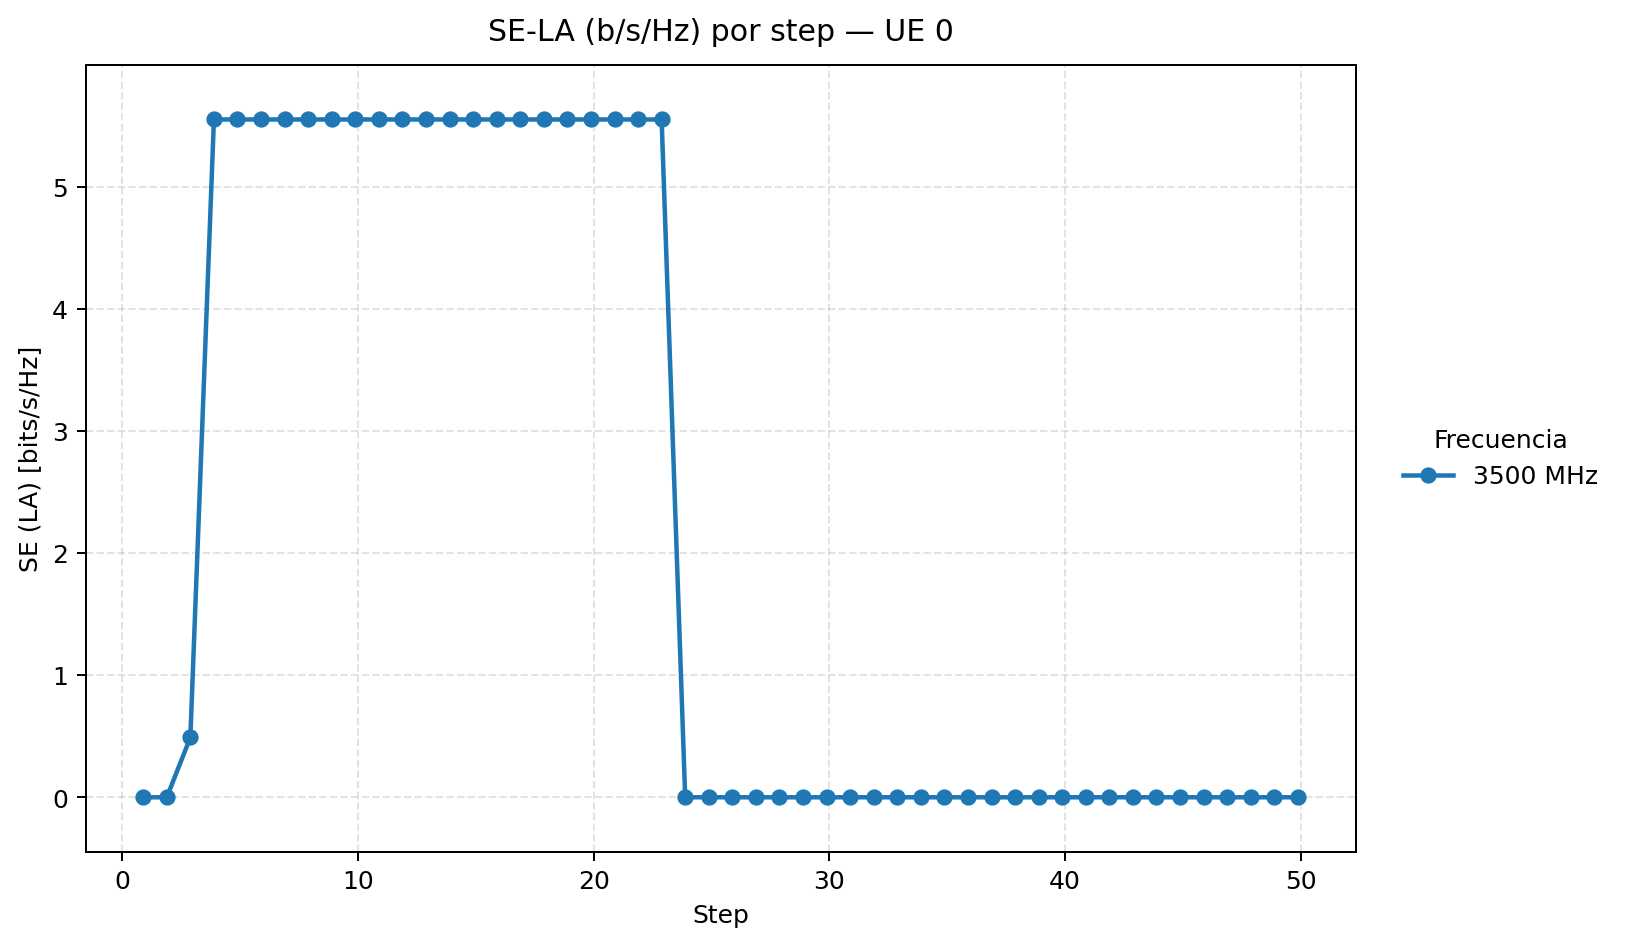 SE-LA (b/s/Hz) por step — UE 0
SE (LA) [bits/s/Hz]
5
4
3
2
1
0
0 10 20 30 40 50
Step
Frecuencia
3500 MHz